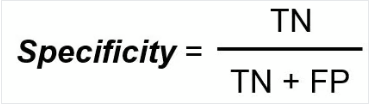 TN
Specificity =
TN + FP